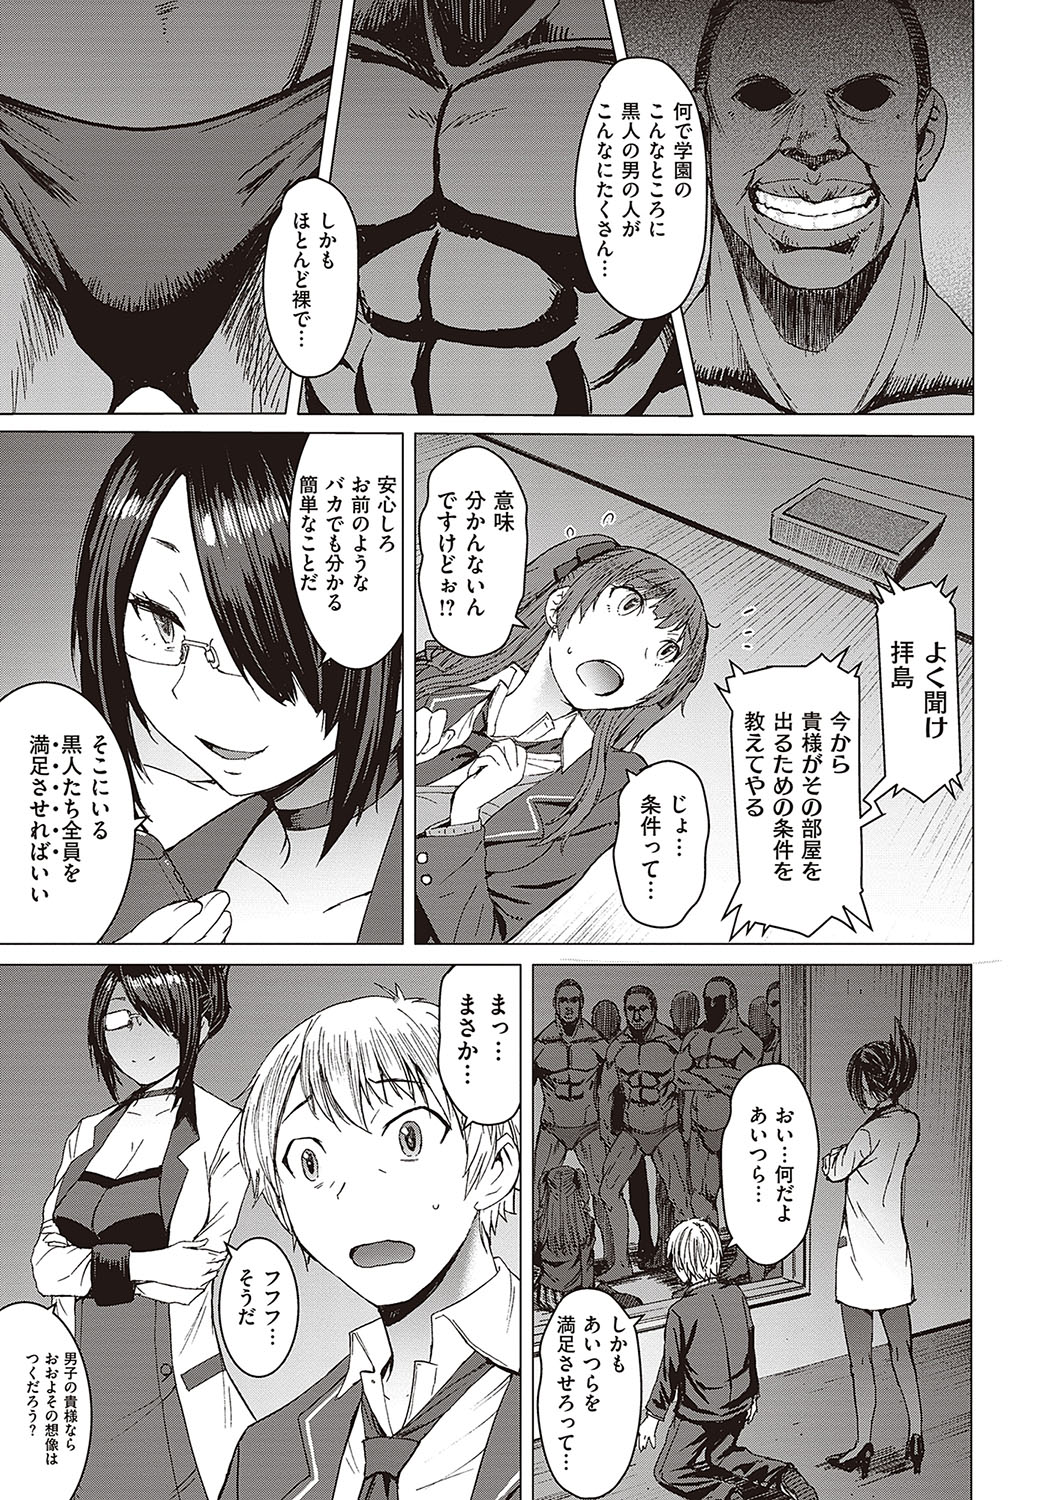 何で学園の
こんなところに
黒人の男の人が
こんなにたくさん…
しかも
ほとんど裸で…
よく聞け
拝島
今から
貴様がその部屋を
出るための条件を
教えてやる
じょ…
条件って…
意味
分かんないん
ですけどぉ!?
安心しろ
お前のような
バカでも分かる
簡単なことだ
そこにいる
黒人たち全員を
満足させればいい
おい…何だよ
あいつら…
しかも
あいつらを
満足させろって…
まっ…
まさか…
フフフ…
そうだ
男子の貴様なら
おおよその想像は
つくだろう?